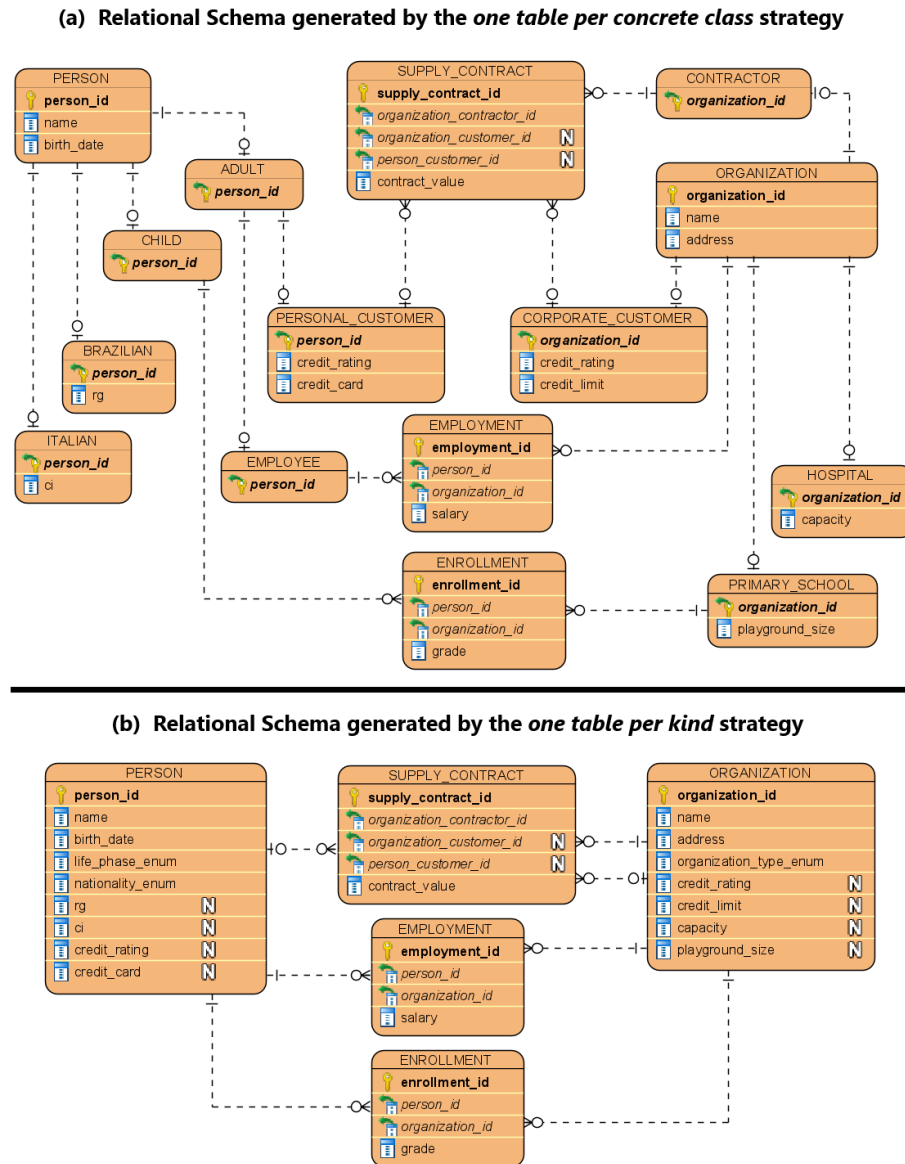 (a) Relational Schema generated by the one table per concrete class strategy
PERSON
person_id
name
birth_date
SUPPLY_CONTRACT
supply_contract_id
organization_contractor_id
organization_customer_id N
person_customer_id N
contract_value
CONTRACTOR
organization_id
ADULT
person_id
ORGANIZATION
organization_id
name
address
CHILD
person_id
PERSONAL_CUSTOMER
person_id
credit_rating
credit_card
CORPORATE_CUSTOMER
organization_id
credit_rating
credit_limit
BRAZILIAN
person_id
rg
ITALIAN
person_id
ci
EMPLOYEE
person_id
EMPLOYMENT
employment_id
person_id
organization_id
salary
HOSPITAL
organization_id
capacity
ENROLLMENT
enrollment_id
person_id
organization_id
grade
PRIMARY_SCHOOL
organization_id
playground_size
(b) Relational Schema generated by the one table per kind strategy
PERSON
person_id
name
birth_date
life_phase_enum
nationality_enum
rg N
ci N
credit_rating N
credit_card N
SUPPLY_CONTRACT
supply_contract_id
organization_contractor_id
organization_customer_id N
person_customer_id N
contract_value
ORGANIZATION
organization_id
name
address
organization_type_enum
credit_rating N
credit_limit N
capacity N
playground_size N
EMPLOYMENT
employment_id
person_id
organization_id
salary
ENROLLMENT
enrollment_id
person_id
organization_id
grade